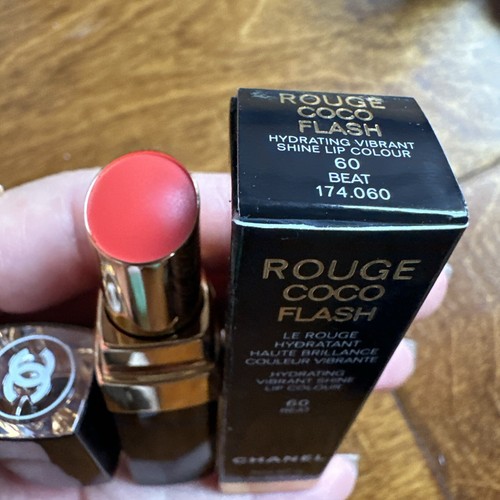 ROUGE
COCO
FLASH
HYDRATING VIBRANT
SHINE LIP COLOUR
60
BEAT
174.060
ROUGE
COCO
FLASH
LE ROUGE
HYDRATANT
HAUTE BRILLANCE
COULEUR VIBRANTE
HYDRATING
VIBRANT SHINE
LIP COLOUR
60
BEAT
CHANEL